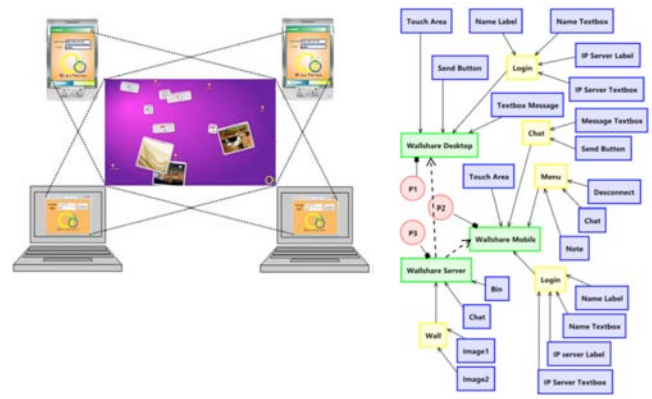 Touch Area
Name Label
Name Textbox
Send Button
Login
IP Server Label
IP Server Textbox
Textbox Message
Chat
Message Textbox
Send Button
Wallshare Desktop
Touch Area
Menu
Desconnect
P1
P2
Chat
P3
Wallshare Mobile
Note
Wallshare Server
Bin
Login
Name Label
Chat
Name Textbox
Wall
Image1
IP server Label
Image2
IP Server Textbox